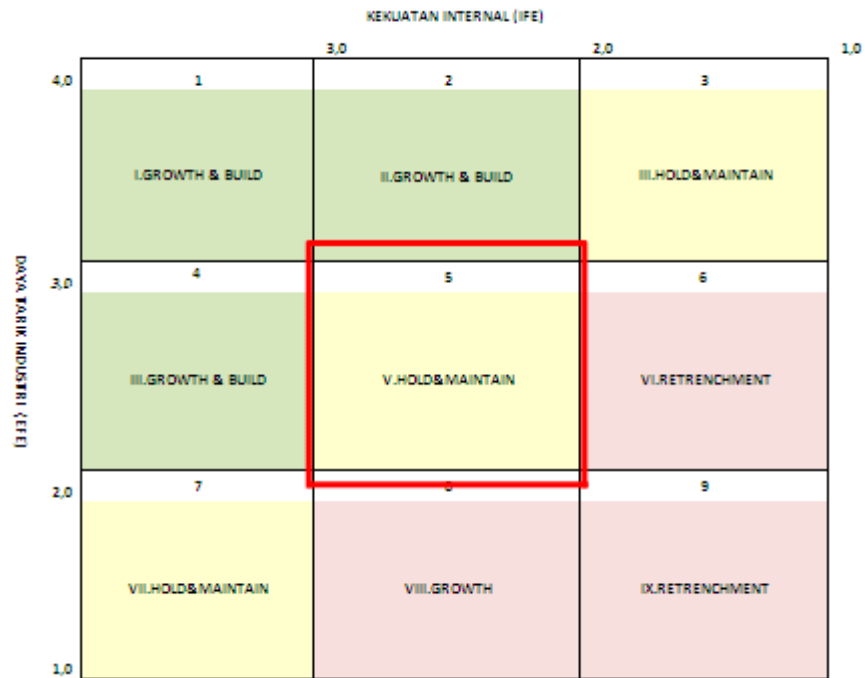 KEKUATAN INTERNAL (IFE)
3,0 2,0 1,0
4,0 1 2 3
I.GROWTH & BUILD II.GROWTH & BUILD III.HOLD&MAINTAIN
DAYA TARIK INDUSTRI (EFE)
3,0 4 5 6
III.GROWTH & BUILD V.HOLD&MAINTAIN VI.RETRENCHMENT
2,0 7 8 9
VII.HOLD&MAINTAIN VIII.GROWTH IX.RETRENCHMENT
1,0